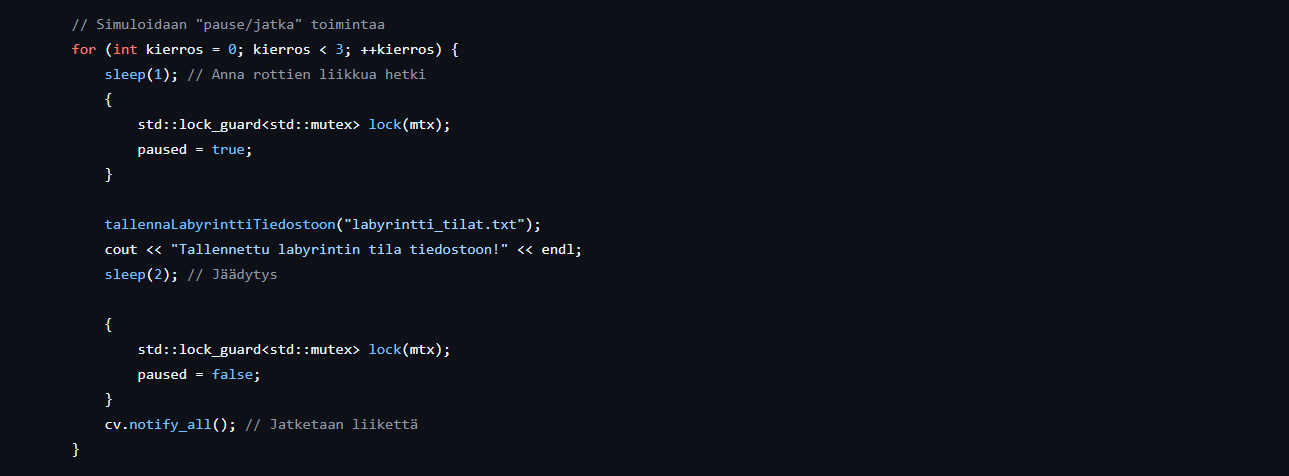 // Simuloidaan "pause/jatka" toimintaa
for (int kierros = 0; kierros < 3; ++kierros) {
sleep(1); // Anna rottien liikkua hetki
{
std::lock_guard<std::mutex> lock(mtx);
paused = true;
}
tallennaLabyrinttiTiedostoon("labyrintti_tilat.txt");
cout << "Tallennettu labyrintin tila tiedostoon!" << endl;
sleep(2); // Jäädytys
{
std::lock_guard<std::mutex> lock(mtx);
paused = false;
}
cv.notify_all(); // Jatketaan liikettä
}